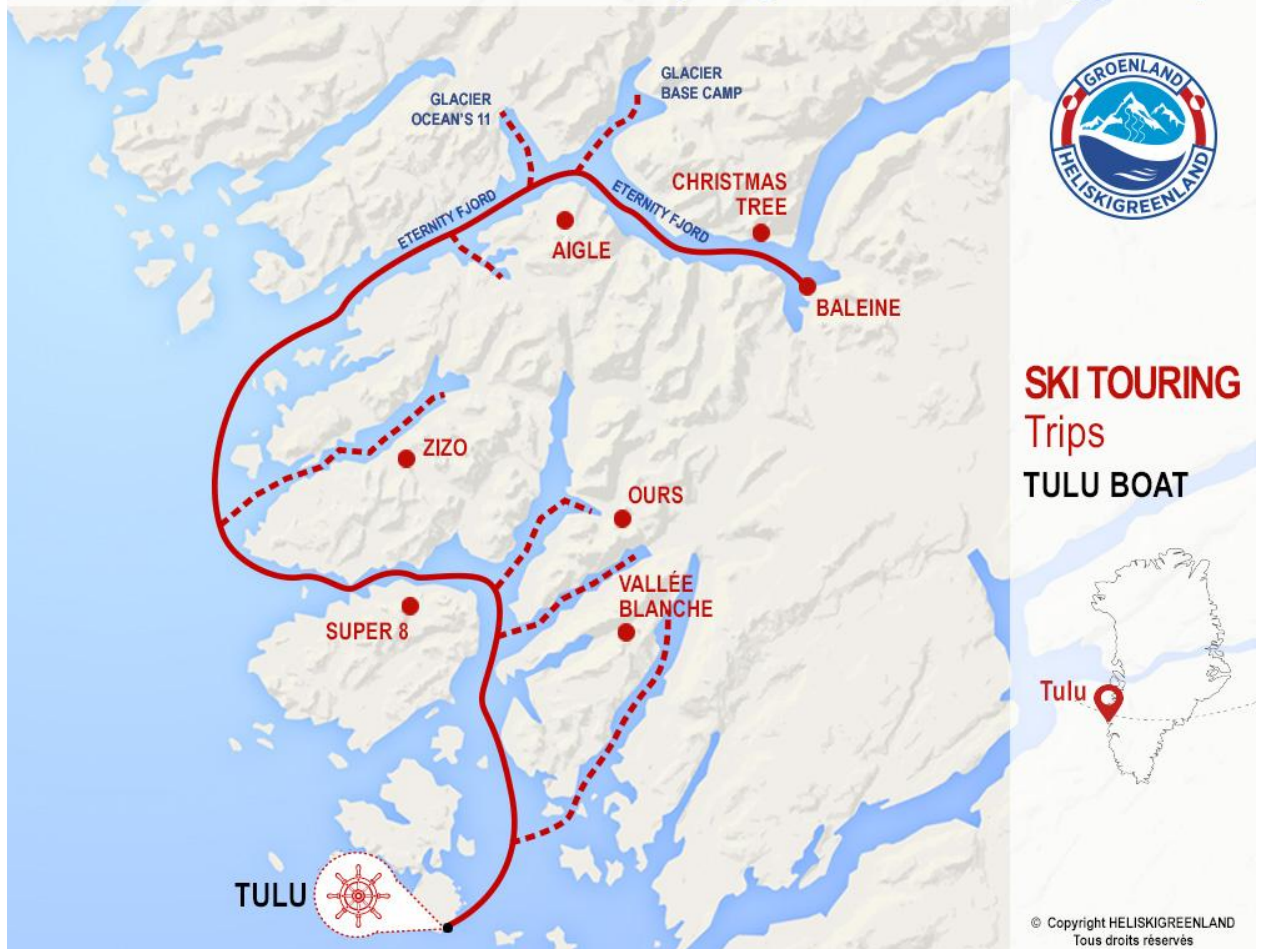 GLACIER
OCEAN'S 11
GLACIER
BASE CAMP
ETERNITY FJORD
ETERNITY FJORD
CHRISTMAS
TREE
AIGLE
BALEINE
ZIZO
OURS
VALLÉE
BLANCHE
SUPER 8
TULU
GROENLAND
HELISKIGREENLAND
SKI TOURING
Trips
TULU BOAT
Tulu
© Copyright HELISKIGREENLAND
Tous droits réservés